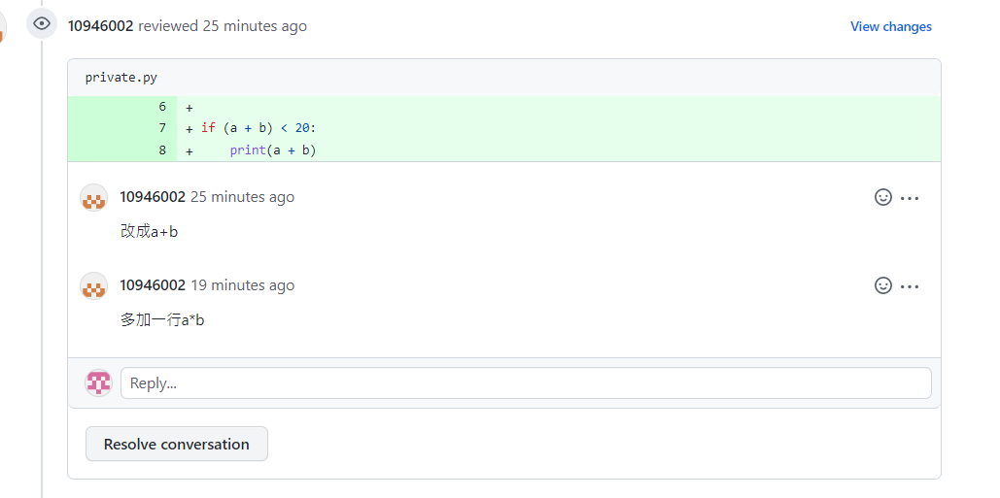 10946002 reviewed 25 minutes ago
View changes
private.py
6 +
7 + if (a + b) < 20:
8 + print(a + b)
10946002 25 minutes ago
改成a+b
10946002 19 minutes ago
多加一行a*b
Reply...
Resolve conversation